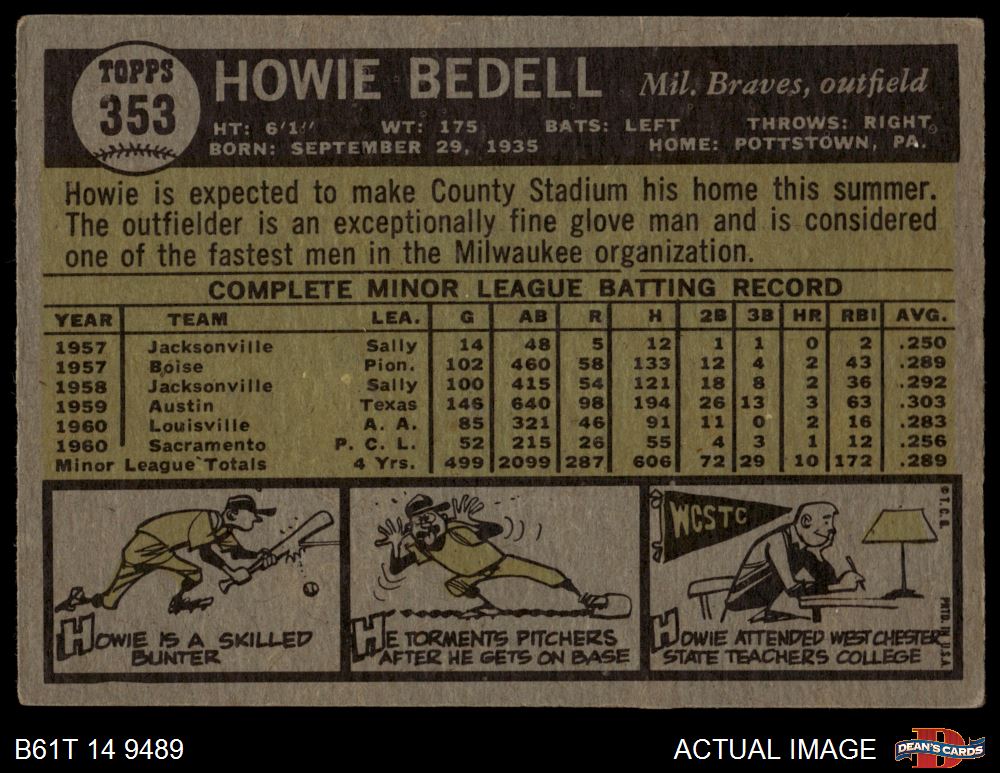 TOPPS
353
HOWIE BEDELL Mil. Braves, outfield
HT: 6'1" WT: 175 BATS: LEFT THROWS: RIGHT
BORN: SEPTEMBER 29, 1935 HOME: POTTSTOWN, PA.
Howie is expected to make County Stadium his home this summer.
The outfielder is an exceptionally fine glove man and is considered
one of the fastest men in the Milwaukee organization.
COMPLETE MINOR LEAGUE BATTING RECORD
YEAR TEAM LEA. G AB R H 2B 3B HR RBI AVG.
1957 Jacksonville Sally 14 48 5 12 1 1 0 2 .250
1957 Boise Pion. 102 460 58 133 12 4 2 43 .289
1958 Jacksonville Sally 100 415 54 121 18 8 2 36 .292
1959 Austin Texas 146 640 98 194 26 13 3 63 .303
1960 Louisville A. A. 85 321 46 91 11 0 2 16 .283
1960 Sacramento P. C. L. 52 215 26 55 4 3 1 12 .256
Minor League Totals 4 Yrs. 499 2099 287 606 72 29 10 172 .289
HOWIE IS A SKILLED
BUNTER
HE TORMENTS PITCHERS
AFTER HE GETS ON BASE
WCSTC
HOWIE ATTENDED WEST CHESTER
STATE TEACHERS COLLEGE
© T.C.G.
PRTD. IN U.S.A.
B61T 14 9489
ACTUAL IMAGE
D
DEAN'S CARDS